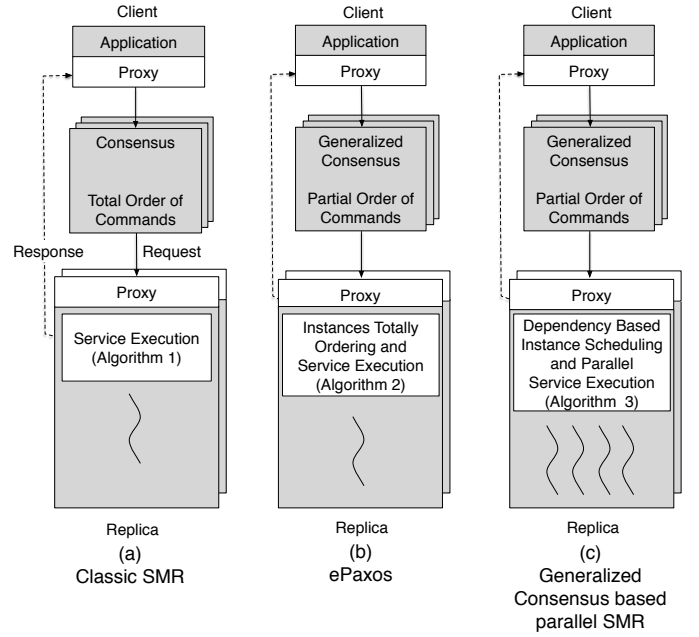 Client
Application
Proxy
Consensus
Total Order of
Commands
Response
Request
Proxy
Service Execution
(Algorithm 1)
Replica
(a)
Classic SMR
Client
Application
Proxy
Generalized
Consensus
Partial Order of
Commands
Proxy
Instances Totally
Ordering and
Service Execution
(Algorithm 2)
Replica
(b)
ePaxos
Client
Application
Proxy
Generalized
Consensus
Partial Order of
Commands
Proxy
Dependency Based
Instance Scheduling
and Parallel
Service Execution
(Algorithm 3)
Replica
(c)
Generalized
Consensus based
parallel SMR